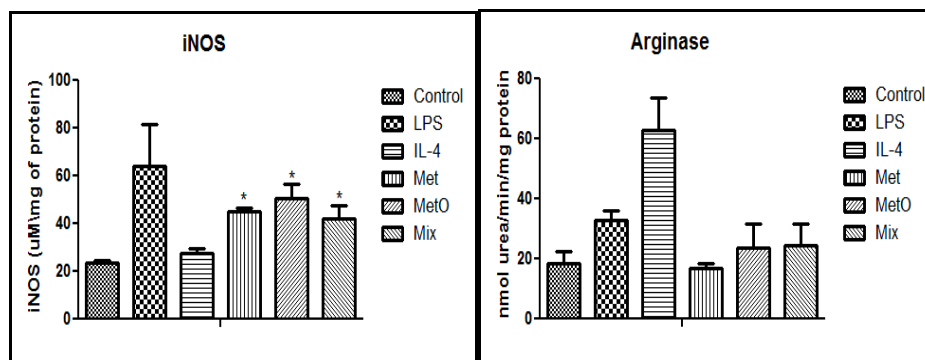 iNOS
iNOS (uM\mg of protein)
100
80
60
40
20
0
* * *
Control
LPS
IL-4
Met
MetO
Mix
Arginase
nmol urea/min/mg protein
80
60
40
20
0
Control
LPS
IL-4
Met
MetO
Mix